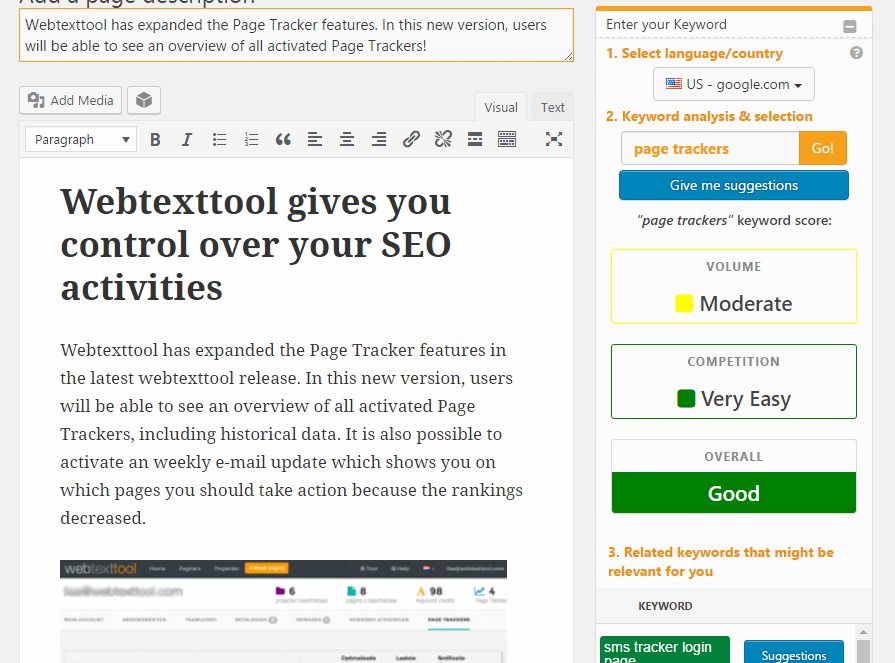 Add a page description
Webtexttool has expanded the Page Tracker features. In this new version, users
will be able to see an overview of all activated Page Trackers!
Add Media
Visual
Text
Paragraph
B
I
Webtexttool gives you
control over your SEO
activities
Webtexttool has expanded the Page Tracker features in
the latest webtexttool release. In this new version, users
will be able to see an overview of all activated Page
Trackers, including historical data. It is also possible to
activate an weekly e-mail update which shows you on
which pages you should take action because the rankings
decreased.
webtexttool
Home
6
8
98
4
PAGE TRACKERS
Enter your Keyword
1. Select language/country
US - google.com
2. Keyword analysis & selection
page trackers
Go!
Give me suggestions
“page trackers” keyword score:
VOLUME
Moderate
COMPETITION
Very Easy
OVERALL
Good
3. Related keywords that might be
relevant for you
KEYWORD
sms tracker login
page
Suggestions